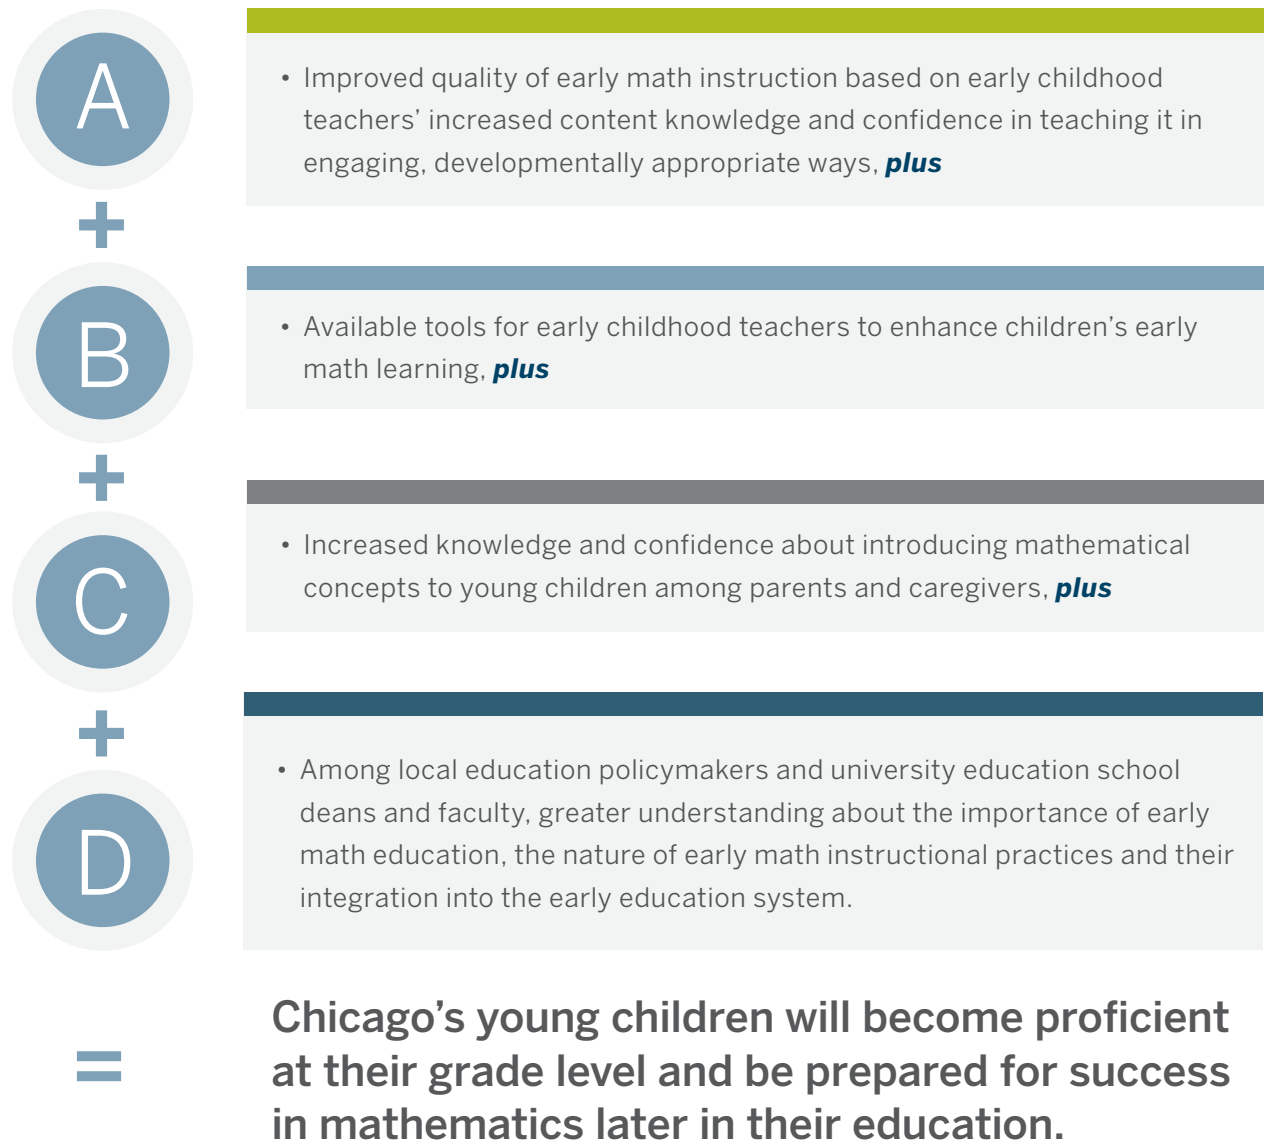 A
• Improved quality of early math instruction based on early childhood
teachers’ increased content knowledge and confidence in teaching it in
engaging, developmentally appropriate ways, plus
+
B
• Available tools for early childhood teachers to enhance children’s early
math learning, plus
+
C
• Increased knowledge and confidence about introducing mathematical
concepts to young children among parents and caregivers, plus
+
D
• Among local education policymakers and university education school
deans and faculty, greater understanding about the importance of early
math education, the nature of early math instructional practices and their
integration into the early education system.
=
Chicago’s young children will become proficient
at their grade level and be prepared for success
in mathematics later in their education.